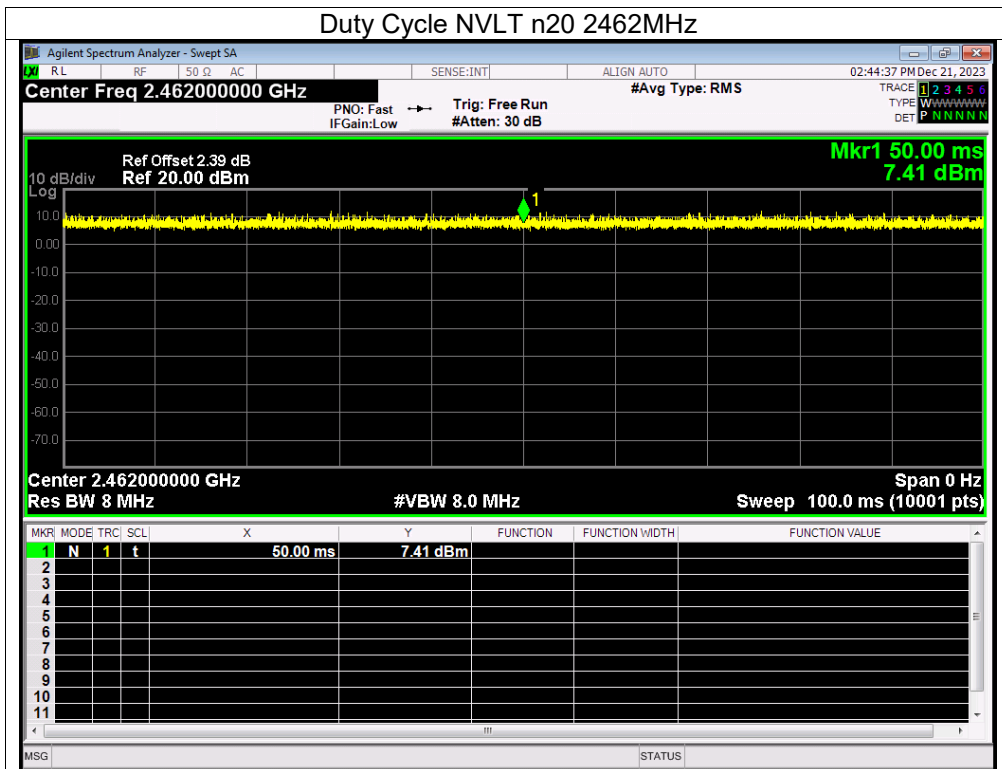 Duty Cycle NVLT n20 2462MHz
Agilent Spectrum Analyzer - Swept SA
LXI RL RF 50 Ω AC SENSE:INT ALIGN AUTO 02:44:37 PM Dec 21, 2023
Center Freq 2.462000000 GHz #Avg Type: RMS TRACE 1 2 3 4 5 6
PNO: Fast Trig: Free Run TYPE WWWWWW
IFGain:Low #Atten: 30 dB DET P N N N N N
Mkr1 50.00 ms
Ref Offset 2.39 dB
10 dB/div Ref 20.00 dBm 7.41 dBm
Log
1
10.0
0.00
-10.0
-20.0
-30.0
-40.0
-50.0
-60.0
-70.0
Center 2.462000000 GHz Span 0 Hz
Res BW 8 MHz #VBW 8.0 MHz Sweep 100.0 ms (10001 pts)
MKR MODE TRC SCL X Y FUNCTION FUNCTION WIDTH FUNCTION VALUE
1 N 1 t 50.00 ms 7.41 dBm
2
3
4
5
6
7
8
9
10
11
MSG STATUS